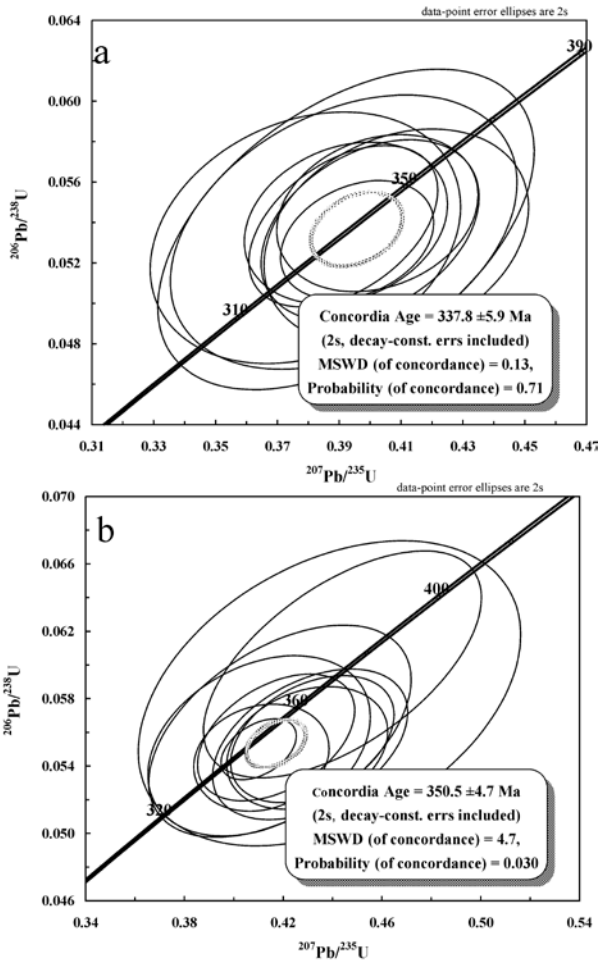 data-point error ellipses are 2s
a
0.064
0.060
0.056
0.052
0.048
0.044
206Pb/238U
390
350
310
Concordia Age = 337.8 ±5.9 Ma
(2s, decay-const. errs included)
MSWD (of concordance) = 0.13,
Probability (of concordance) = 0.71
0.31 0.33 0.35 0.37 0.39 0.41 0.43 0.45 0.47
207Pb/235U
data-point error ellipses are 2s
b
0.070
0.066
0.062
0.058
0.054
0.050
0.046
206Pb/238U
400
360
320
Concordia Age = 350.5 ±4.7 Ma
(2s, decay-const. errs included)
MSWD (of concordance) = 4.7,
Probability (of concordance) = 0.030
0.34 0.38 0.42 0.46 0.50 0.54
207Pb/235U